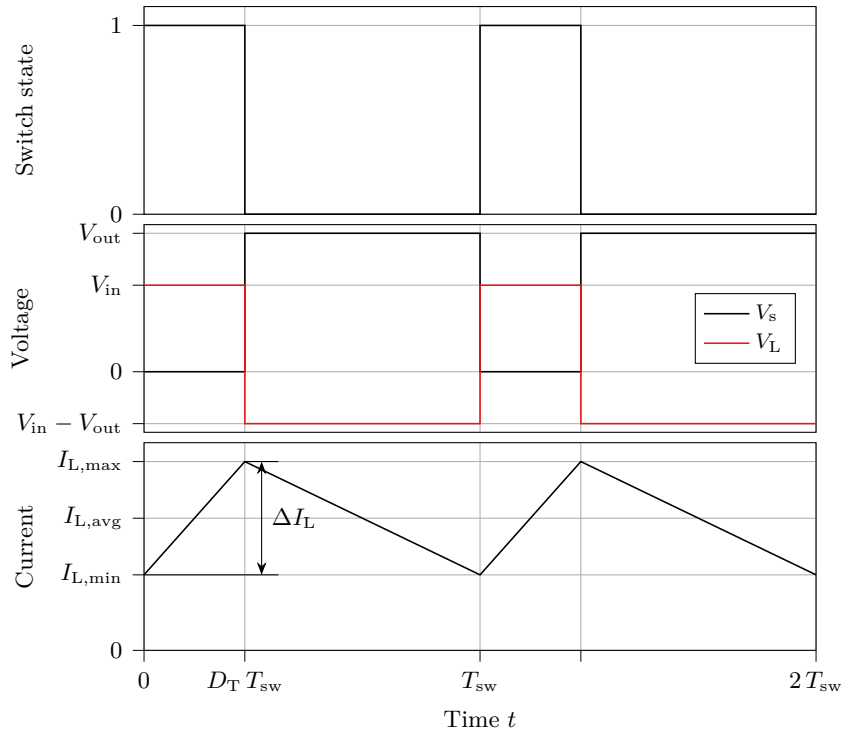 Switch state
1
0
Voltage
V_out
V_in
0
V_in − V_out
V_s
V_L
Current
I_L,max
I_L,avg
I_L,min
0
ΔI_L
0
D_T T_sw
T_sw
2 T_sw
Time t